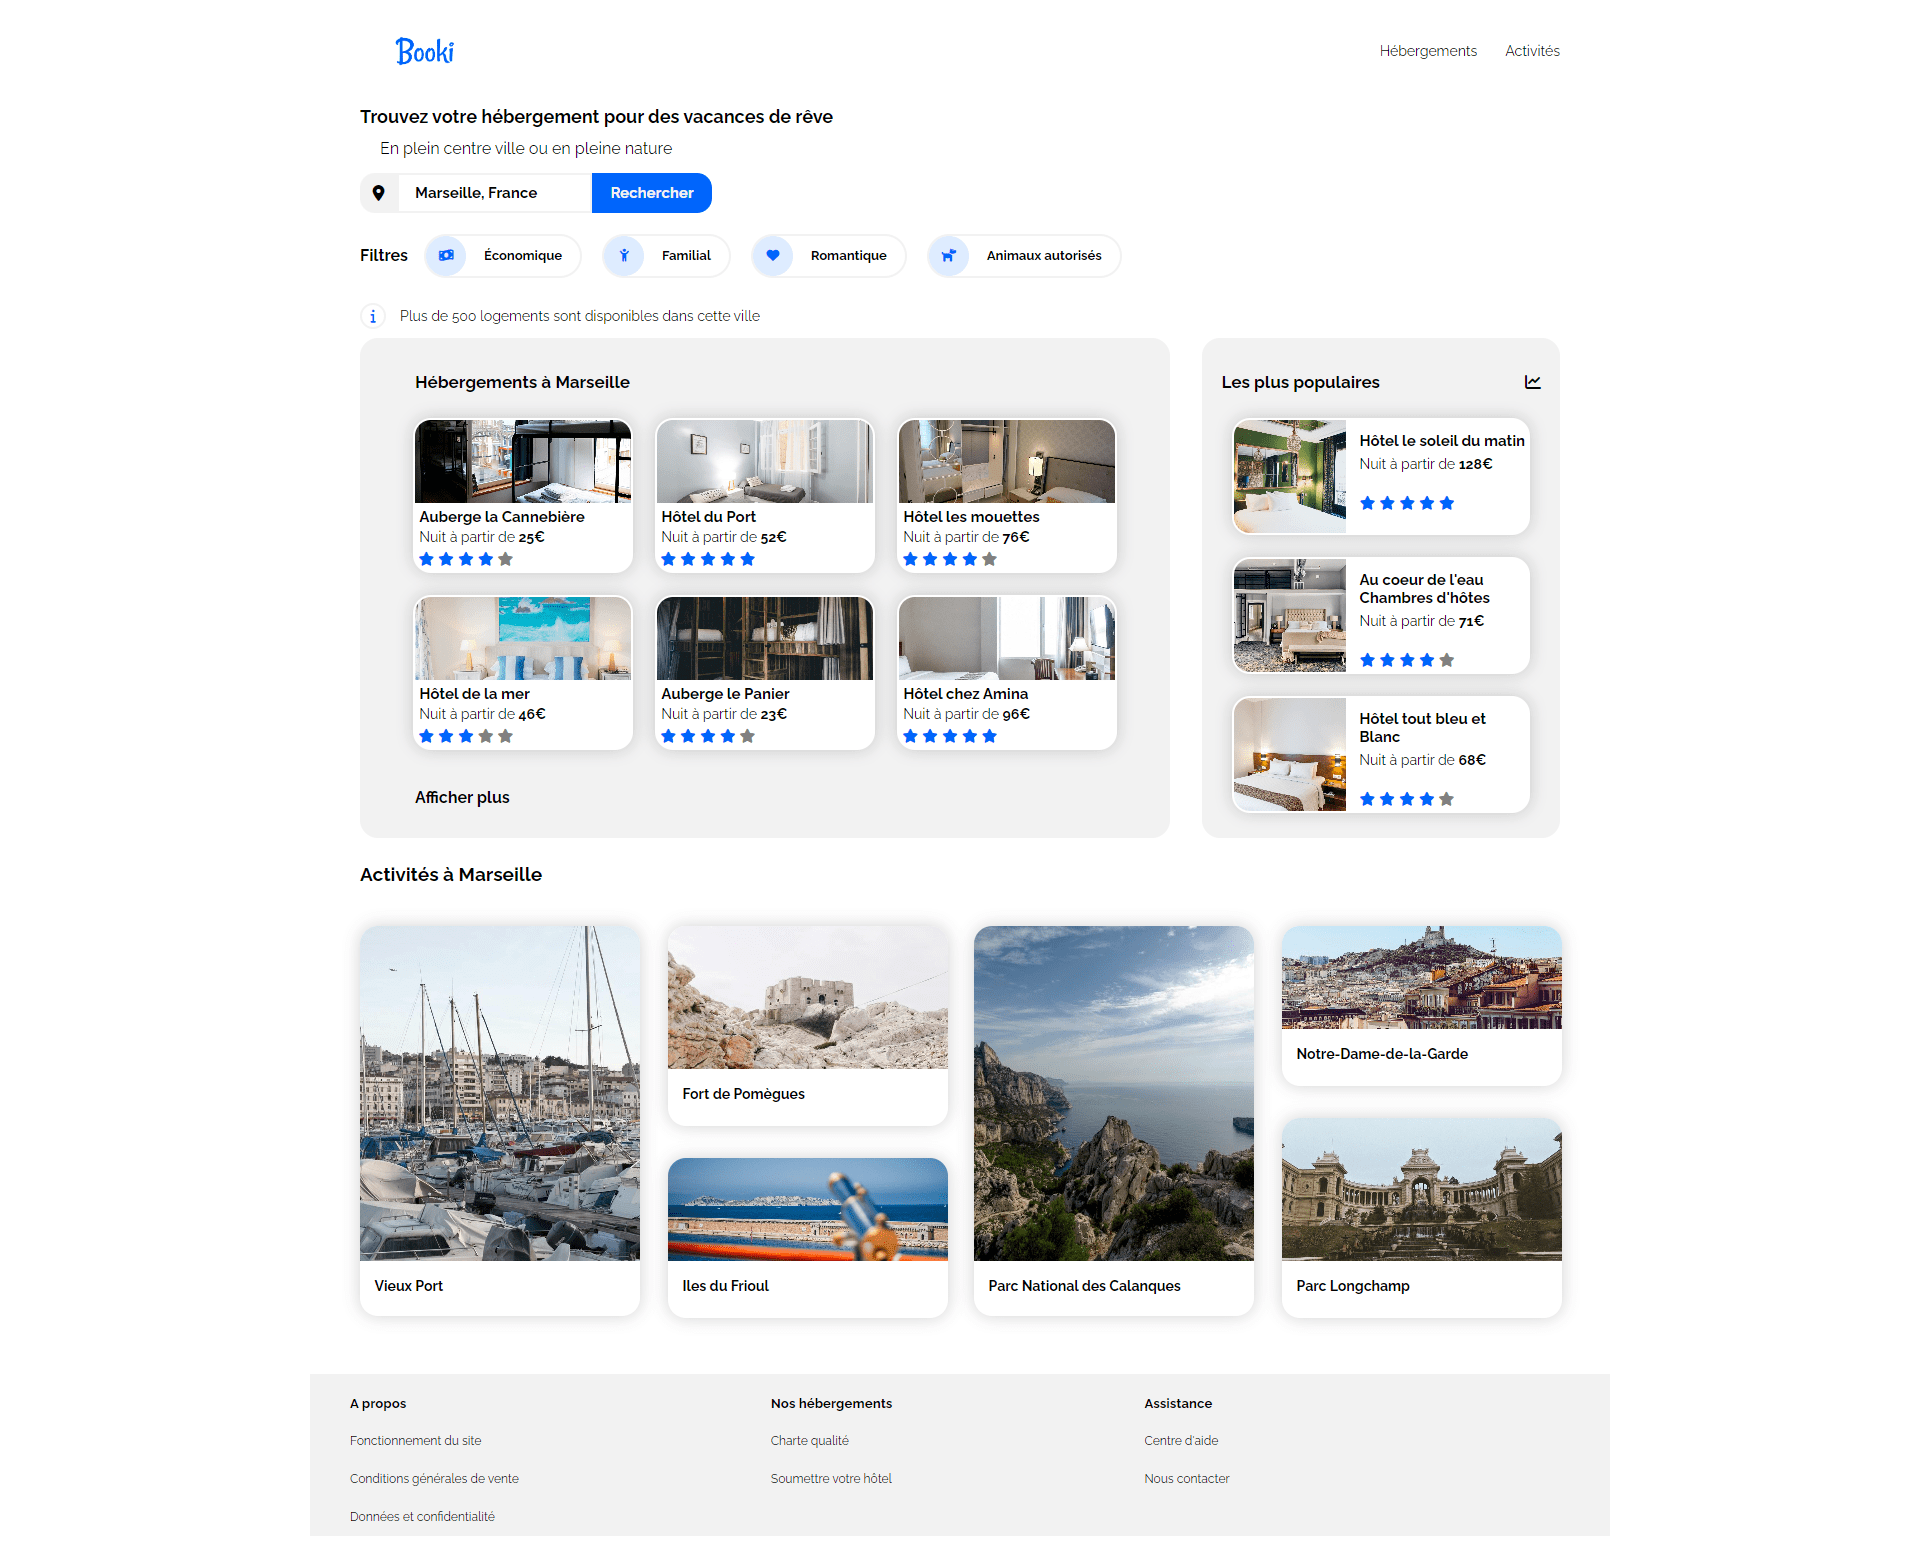 Booki
Hébergements
Activités
Trouvez votre hébergement pour des vacances de rêve
En plein centre ville ou en pleine nature
Marseille, France
Rechercher
Filtres
Économique
Familial
Romantique
Animaux autorisés
Plus de 500 logements sont disponibles dans cette ville
Hébergements à Marseille
Auberge la Cannebière
Nuit à partir de 25€
Hôtel du Port
Nuit à partir de 52€
Hôtel les mouettes
Nuit à partir de 76€
Hôtel de la mer
Nuit à partir de 46€
Auberge le Panier
Nuit à partir de 23€
Hôtel chez Amina
Nuit à partir de 96€
Afficher plus
Les plus populaires
Hôtel le soleil du matin
Nuit à partir de 128€
Au coeur de l'eau
Chambres d'hôtes
Nuit à partir de 71€
Hôtel tout bleu et
Blanc
Nuit à partir de 68€
Activités à Marseille
Vieux Port
Fort de Pomègues
Iles du Frioul
Parc National des Calanques
Notre-Dame-de-la-Garde
Parc Longchamp
A propos
Fonctionnement du site
Conditions générales de vente
Données et confidentialité
Nos hébergements
Charte qualité
Soumettre votre hôtel
Assistance
Centre d'aide
Nous contacter